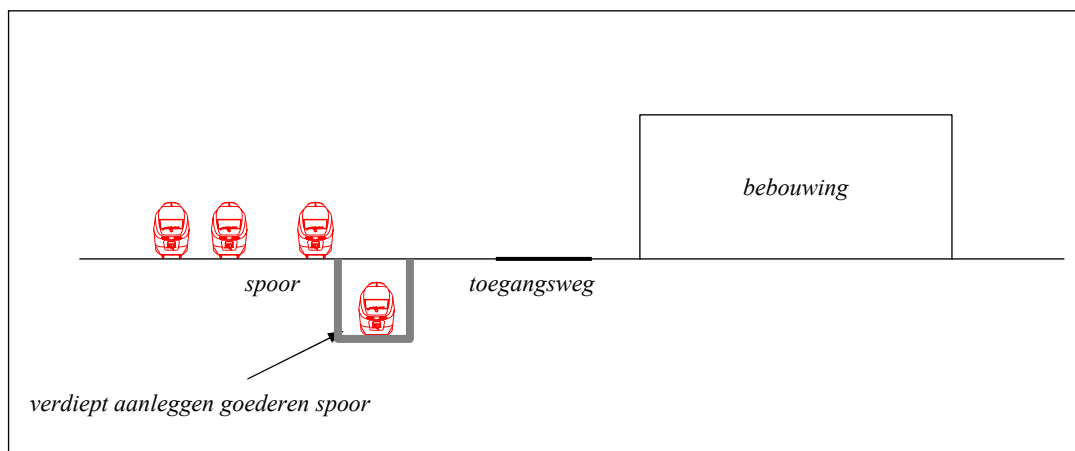 bebouwing
spoor
toegangsweg
verdiept aanleggen goederen spoor